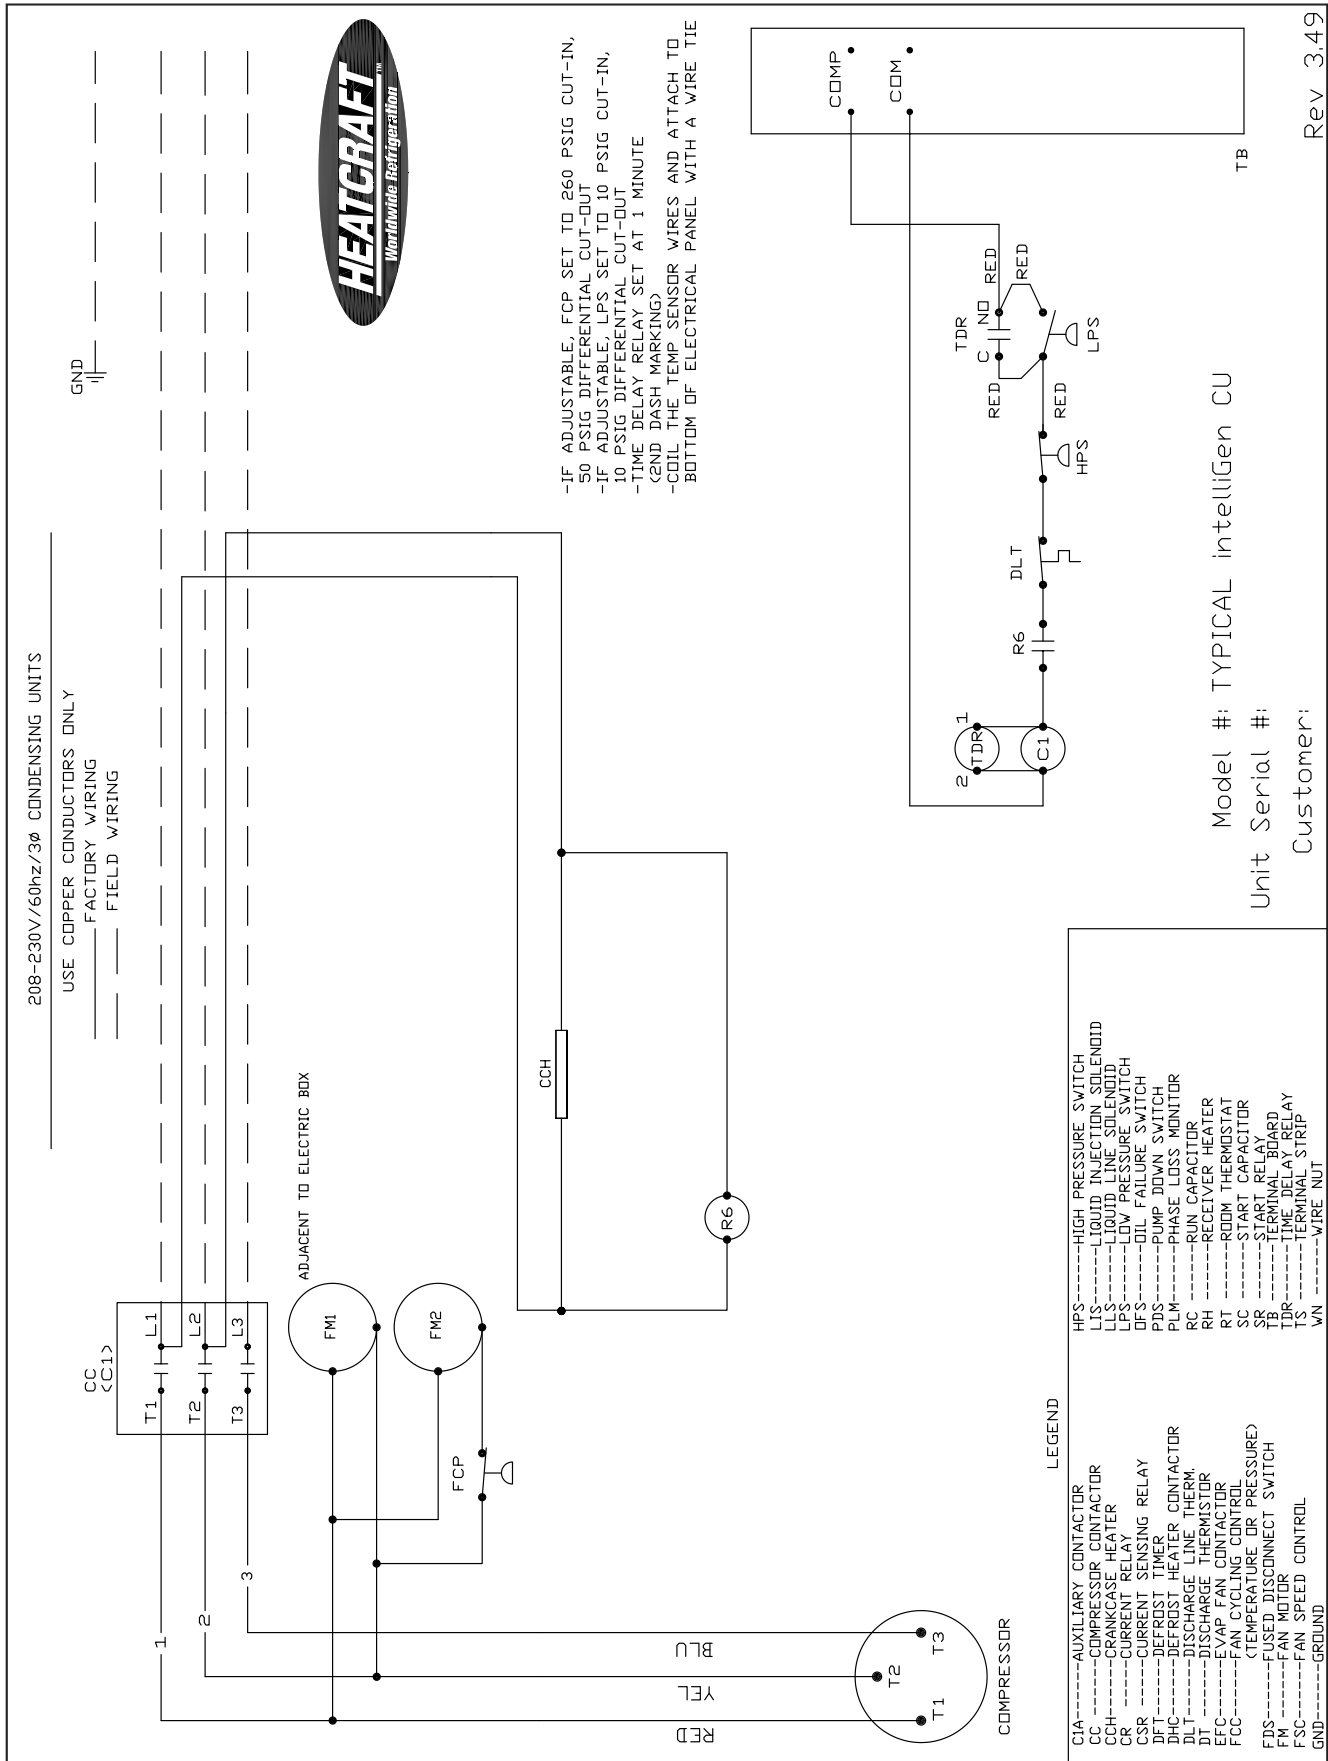 208-230V/60hz/3ø CONDENSING UNITS
USE COPPER CONDUCTORS ONLY
FACTORY WIRING
FIELD WIRING
GND
HEATCRAFT™
Worldwide Refrigeration
CC
(C1)
T1
L1
T2
L2
T3
L3
1
2
3
ADJACENT TO ELECTRIC BOX
FM1
FM2
FCP
CCH
R6
RED
YEL
BLU
T1
T2
T3
COMPRESSOR
-IF ADJUSTABLE, FCP SET TO 260 PSIG CUT-IN,
50 PSIG DIFFERENTIAL CUT-OUT
-IF ADJUSTABLE, LPS SET TO 10 PSIG CUT-IN,
10 PSIG DIFFERENTIAL CUT-OUT
-TIME DELAY RELAY SET AT 1 MINUTE
(2ND DASH MARKING)
-COIL THE TEMP SENSOR WIRES AND ATTACH TO
BOTTOM OF ELECTRICAL PANEL WITH A WIRE TIE
COMP
COM
TB
2
TDR
1
C1
R6
DLT
HPS
TDR
C
NO
RED
RED
RED
RED
LPS
LEGEND
C1A-----AUXILIARY CONTACTOR
CC -----COMPRESSOR CONTACTOR
CCH-----CRANKCASE HEATER
CR -----CURRENT RELAY
CSR -----CURRENT SENSING RELAY
DFT------DEFROST TIMER
DHC-----DEFROST HEATER CONTACTOR
DLT------DISCHARGE LINE THERM.
DT ------DISCHARGE THERMISTOR
EFC------EVAP FAN CONTACTOR
FCC------FAN CYCLING CONTROL
(TEMPERATURE OR PRESSURE)
FDS-----FUSED DISCONNECT SWITCH
FM -----FAN MOTOR
FSC------FAN SPEED CONTROL
GND-----GROUND
HPS------HIGH PRESSURE SWITCH
LIS------LIQUID INJECTION SOLENOID
LLS------LIQUID LINE SOLENOID
LPS------LOW PRESSURE SWITCH
OFS------OIL FAILURE SWITCH
PDS-----PUMP DOWN SWITCH
PLM-----PHASE LOSS MONITOR
RC ------RUN CAPACITOR
RH ------RECEIVER HEATER
RT ------ROOM THERMOSTAT
SC ------START CAPACITOR
SR ------START RELAY
TB ------TERMINAL BOARD
TDR-----TIME DELAY RELAY
TS ------TERMINAL STRIP
WN -----WIRE NUT
Model #: TYPICAL intelliGen CU
Unit Serial #:
Customer:
Rev 3.49